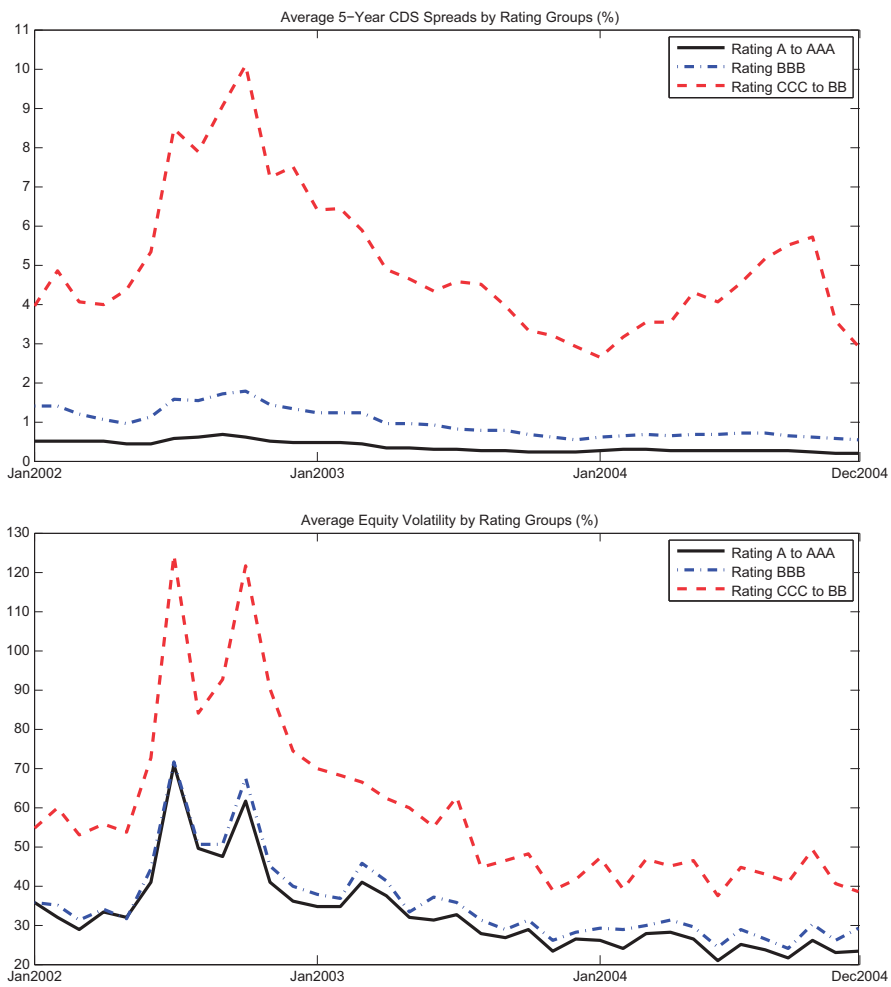 Average 5−Year CDS Spreads by Rating Groups (%)
11
10
9
8
7
6
5
4
3
2
1
0
Rating A to AAA
Rating BBB
Rating CCC to BB
Jan2002
Jan2003
Jan2004
Dec2004
Average Equity Volatility by Rating Groups (%)
130
120
110
100
90
80
70
60
50
40
30
20
Rating A to AAA
Rating BBB
Rating CCC to BB
Jan2002
Jan2003
Jan2004
Dec2004